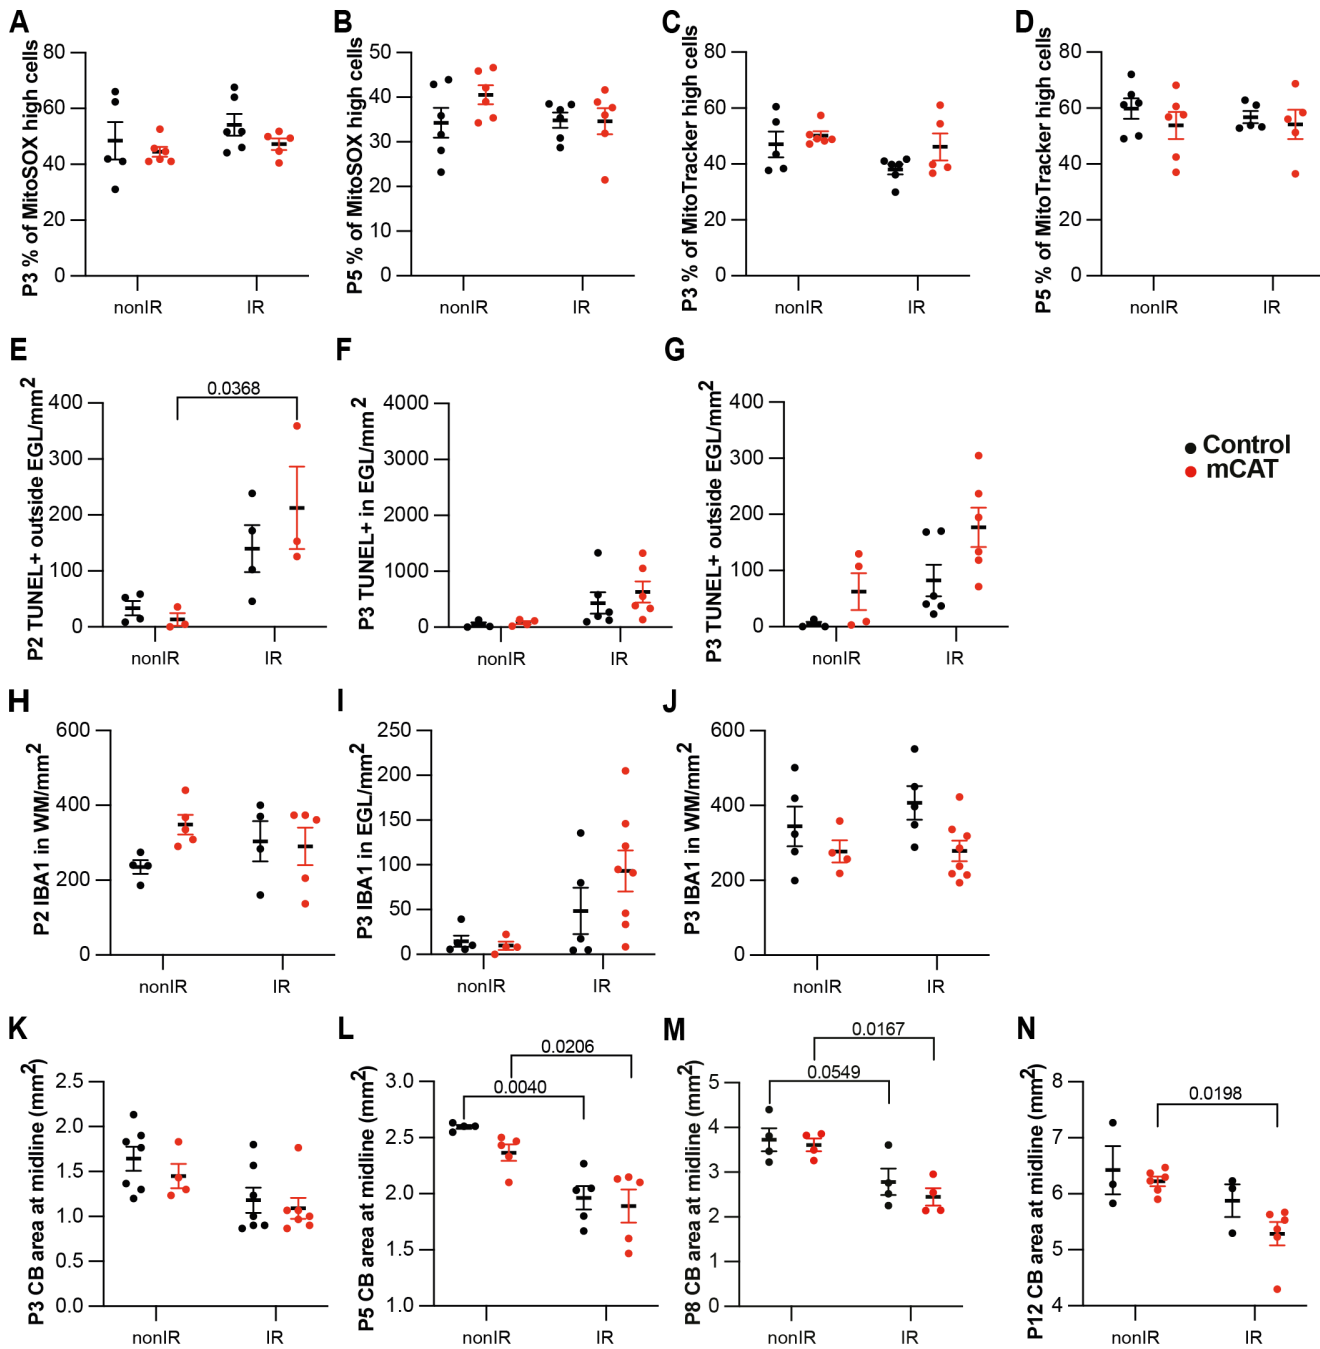 A
P3 % of MitoSOX high cells
80
60
40
20
0
nonIR IR
B
P5 % of MitoSOX high cells
50
40
30
20
10
0
nonIR IR
C
P3 % of MitoTracker high cells
80
60
40
20
0
nonIR IR
D
P5 % of MitoTracker high cells
80
60
40
20
0
nonIR IR
E
P2 TUNEL+ outside EGL/mm2
400
300
200
100
0
0.0368
nonIR IR
F
P3 TUNEL+ in EGL/mm2
4000
3000
2000
1000
0
nonIR IR
G
P3 TUNEL+ outside EGL/mm2
400
300
200
100
0
nonIR IR
Control
mCAT
H
P2 IBA1 in WM/mm2
600
400
200
0
nonIR IR
I
P3 IBA1 in EGL/mm2
250
200
150
100
50
0
nonIR IR
J
P3 IBA1 in WM/mm2
600
400
200
0
nonIR IR
K
P3 CB area at midline (mm2)
2.5
2.0
1.5
1.0
0.5
0.0
nonIR IR
L
P5 CB area at midline (mm2)
3.0
2.5
2.0
1.5
1.0
0.0206
0.0040
nonIR IR
M
P8 CB area at midline (mm2)
5
4
3
2
1
0
0.0167
0.0549
nonIR IR
N
P12 CB area at midline (mm2)
8
7
6
5
4
0.0198
nonIR IR